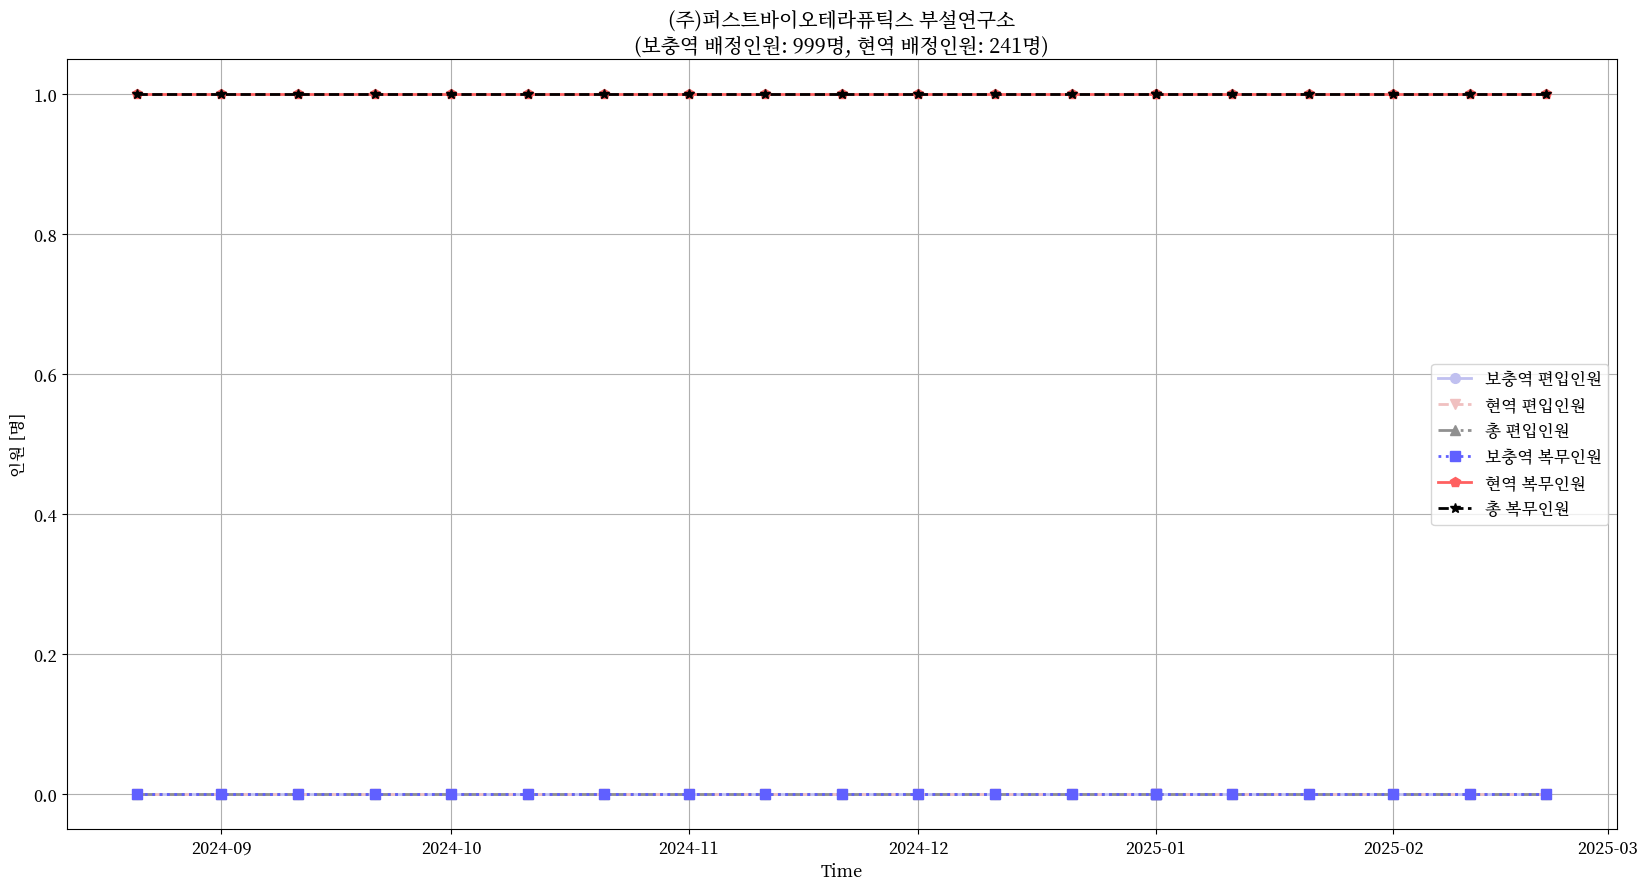 (주)퍼스트바이오테라퓨틱스 부설연구소
(보충역 배정인원: 999명, 현역 배정인원: 241명)
1.0
0.8
0.6
0.4
0.2
0.0
인원 [명]
보충역 편입인원
현역 편입인원
총 편입인원
보충역 복무인원
현역 복무인원
총 복무인원
2024-09
2024-10
2024-11
2024-12
2025-01
2025-02
2025-03
Time